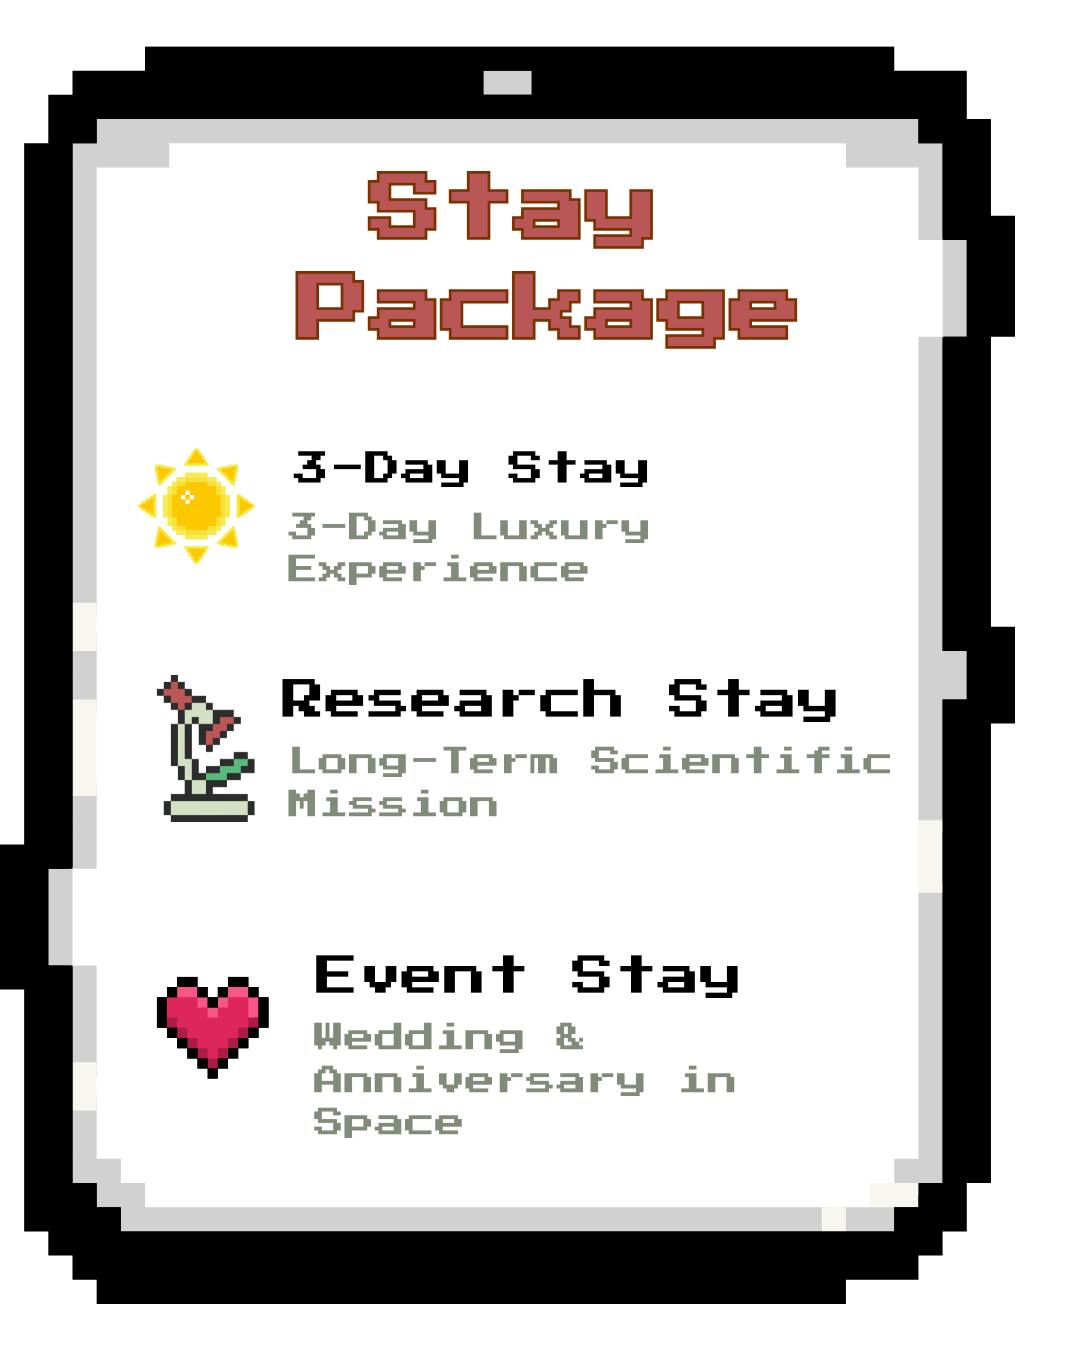 Stay
Package
3-Day Stay
3-Day Luxury
Experience
Research Stay
Long-Term Scientific
Mission
Event Stay
Wedding &
Anniversary in
Space